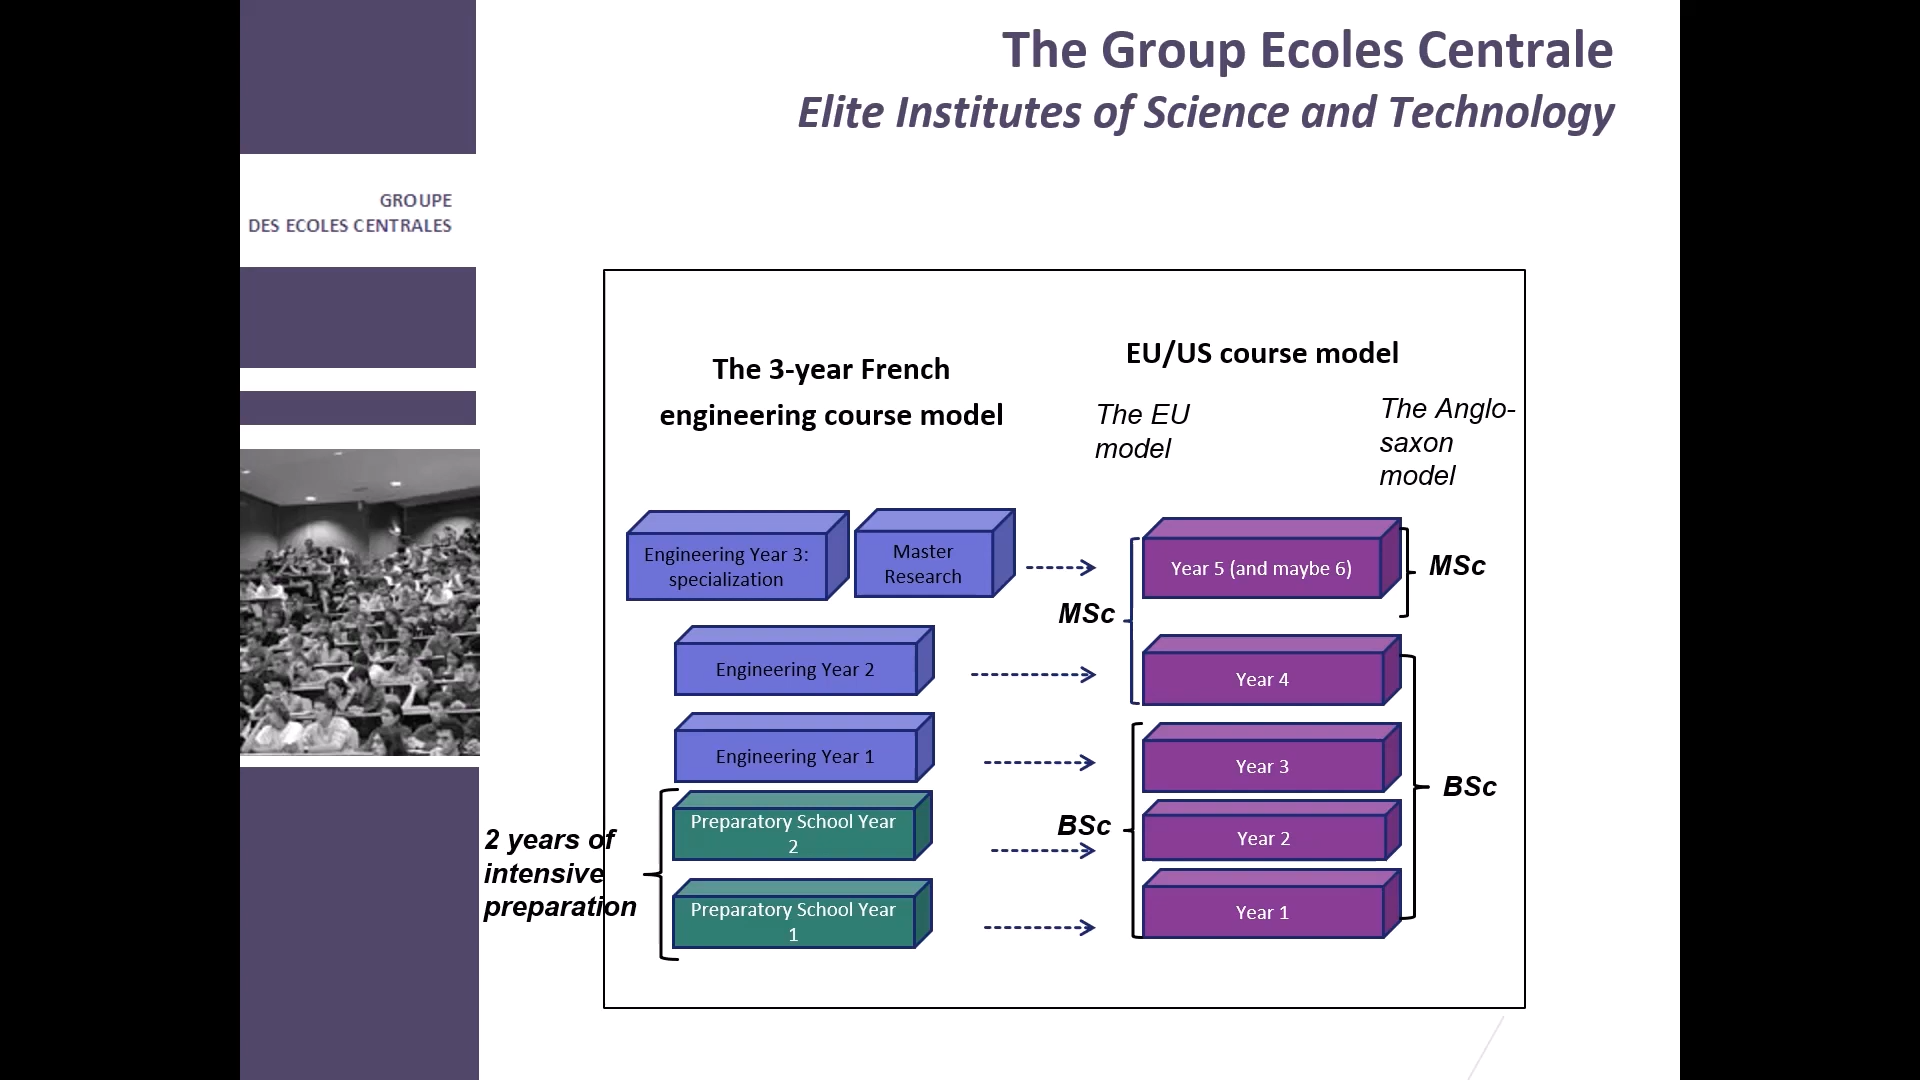 The Group Ecoles Centrale
Elite Institutes of Science and Technology
GROUPE
DES ECOLES CENTRALES
The 3-year French
engineering course model
EU/US course model
The EU
model
The Anglo-
saxon
model
Engineering Year 3:
specialization
Master
Research
Year 5 (and maybe 6)
MSc
MSc
Engineering Year 2
Year 4
Engineering Year 1
Year 3
BSc
2 years of
intensive
preparation
Preparatory School Year
2
BSc
Year 2
Preparatory School Year
1
Year 1